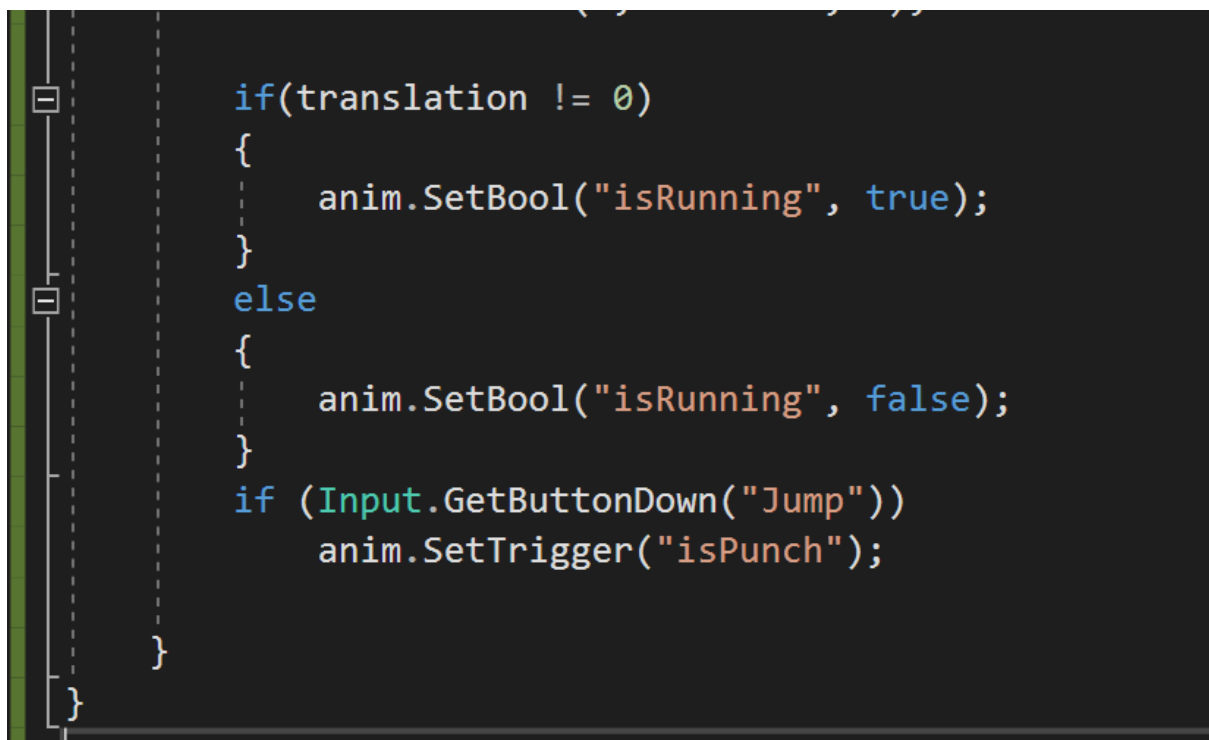 if(translation != 0)
{
anim.SetBool("isRunning", true);
}
else
{
anim.SetBool("isRunning", false);
}
if (Input.GetButtonDown("Jump"))
anim.SetTrigger("isPunch");
}
}